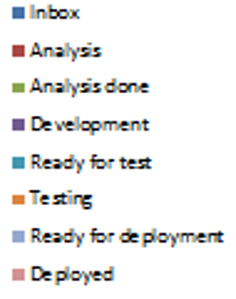 Inbox
Analysis
Analysis done
Development
Ready for test
Testing
Ready for deployment
Deployed